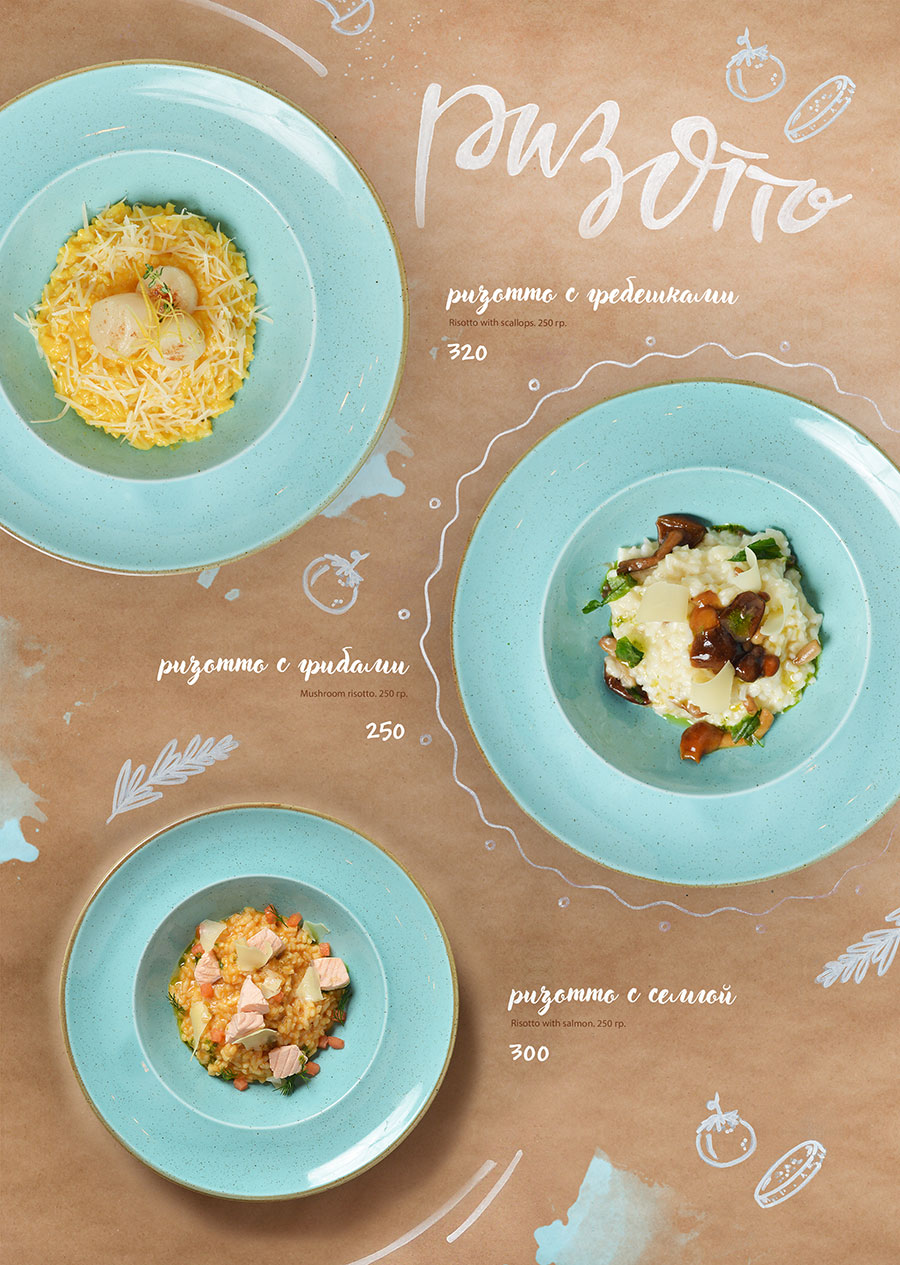 ризотто
ризотто с гребешками
Risotto with scallops. 250 гр.
320
ризотто с грибами
Mushroom risotto. 250 гр.
250
ризотто с семгой
Risotto with salmon. 250 гр.
300